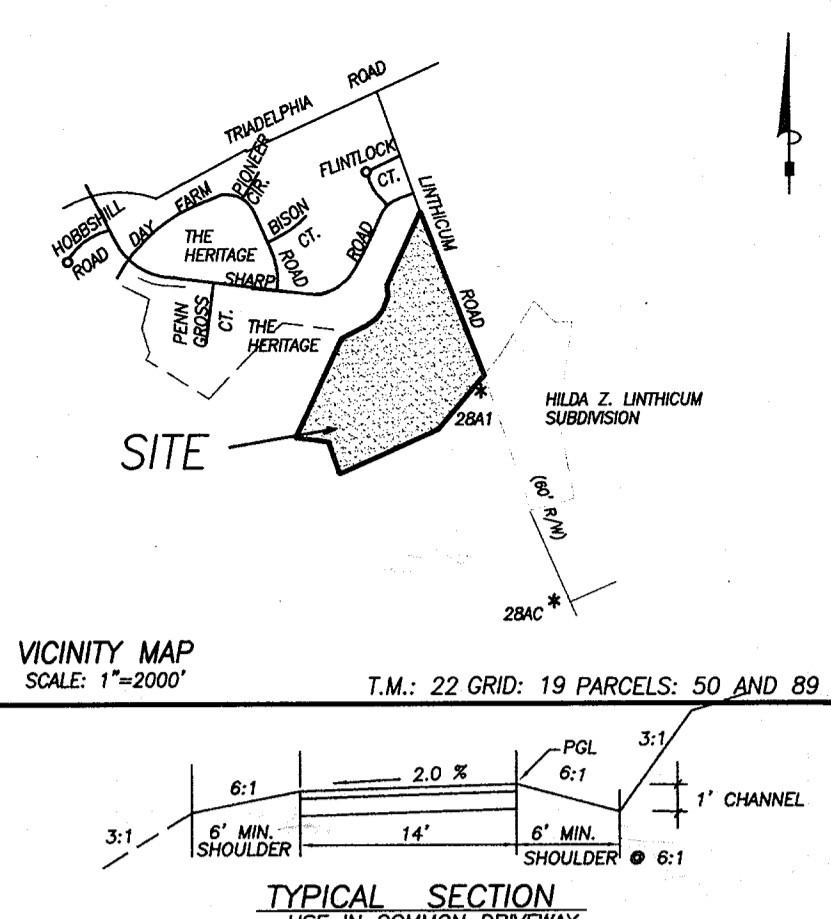 TRIADELPHIA ROAD
PIONEER
CIR.
FLINTLOCK
CT.
LINTHICUM ROAD
HOBBSHILL
ROAD
DAY FARM ROAD
BISON
CT.
THE
HERITAGE
SHARP ROAD
PENN
GROSS
CT.
THE
HERITAGE
28A1
HILDA Z. LINTHICUM
SUBDIVISION
SITE
(60' R/W)
28AC
VICINITY MAP
SCALE: 1"=2000'
T.M.: 22 GRID: 19 PARCELS: 50 AND 89
PGL
3:1
6:1
2.0 %
6:1
1' CHANNEL
3:1
6' MIN.
SHOULDER
14'
6' MIN.
SHOULDER @ 6:1
TYPICAL SECTION
USE IN COMMON DRIVEWAY